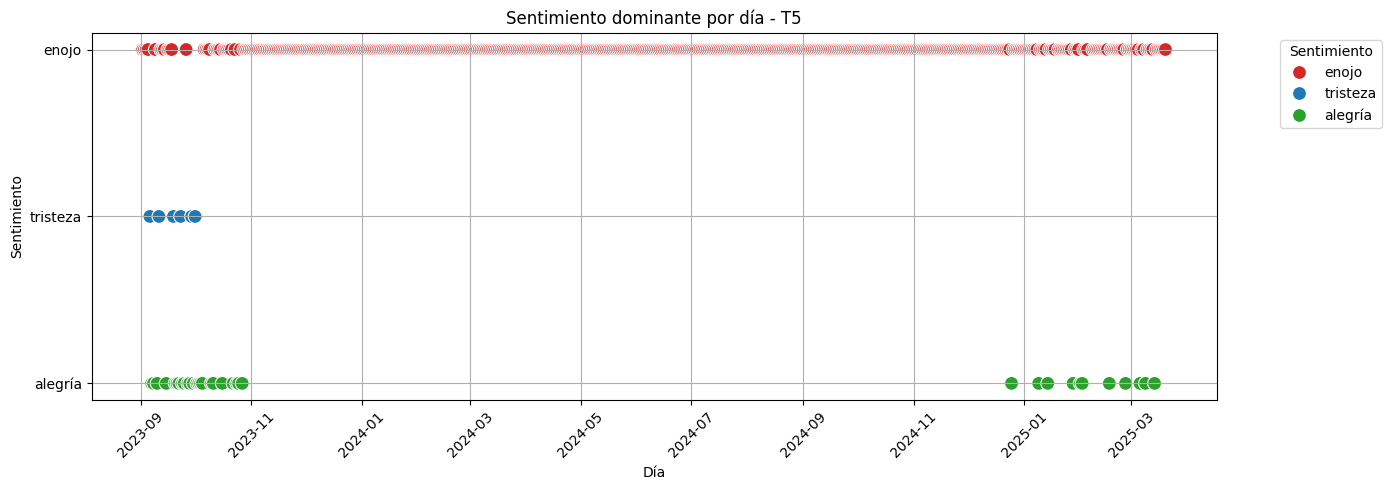 Sentimiento dominante por día - T5
Sentimiento
enojo
tristeza
alegría
Sentimiento
enojo
tristeza
alegría
2023-09
2023-11
2024-01
2024-03
2024-05
2024-07
2024-09
2024-11
2025-01
2025-03
Día